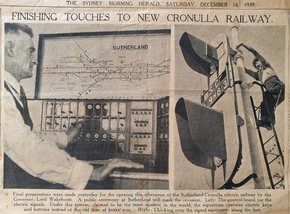 THE SYDNEY MORNING HERALD, SATURDAY, DECEMBER 16, 1939.
FINISHING TOUCHES TO NEW CRONULLA RAILWAY.
SUTHERLAND
Final preparations were made yesterday for the opening this afternoon of the Sutherland-Cronulla electric railway by the
Governor, Lord Wakehurst. A public ceremony at Sutherland will mark the occasion. Left: The control-board for the
electric signals. Under this system, claimed to be the most modern in the world, the signalman operates electric keys
and buttons instead of the old type of levers. Right: Checking over the signal equipment along the line.